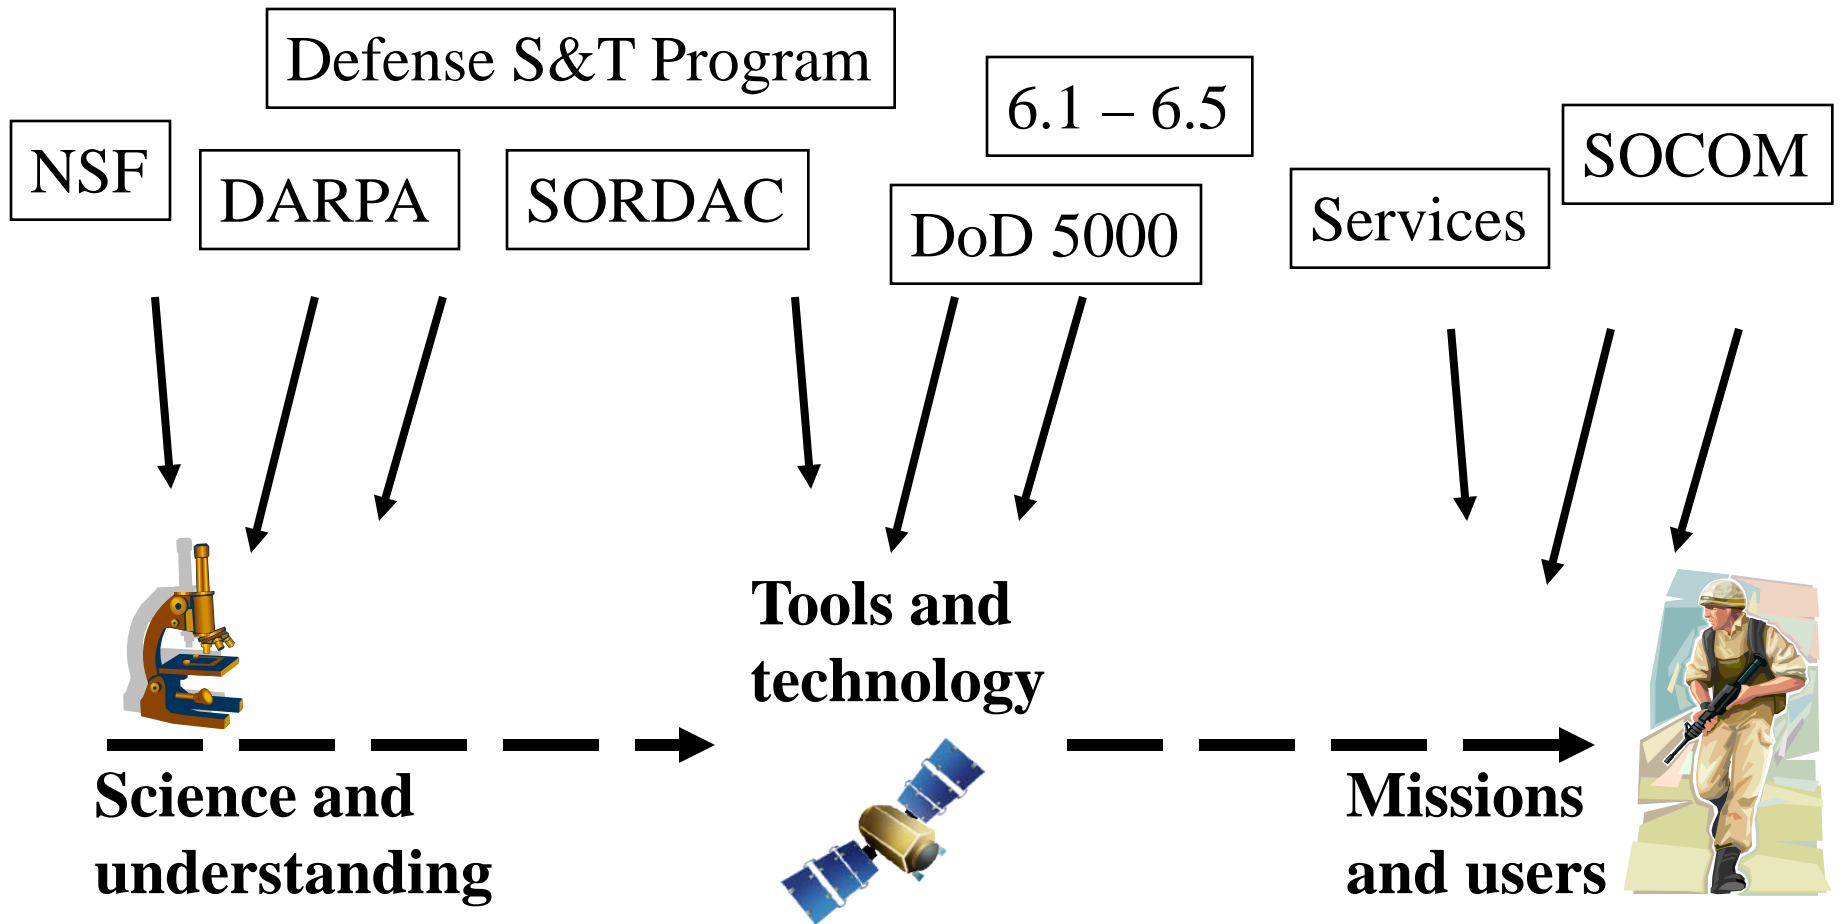 Defense S&T Program
6.1 – 6.5
SOCOM
NSF
DARPA
SORDAC
DoD 5000
Services
Tools and
technology
Science and
understanding
Missions
and users